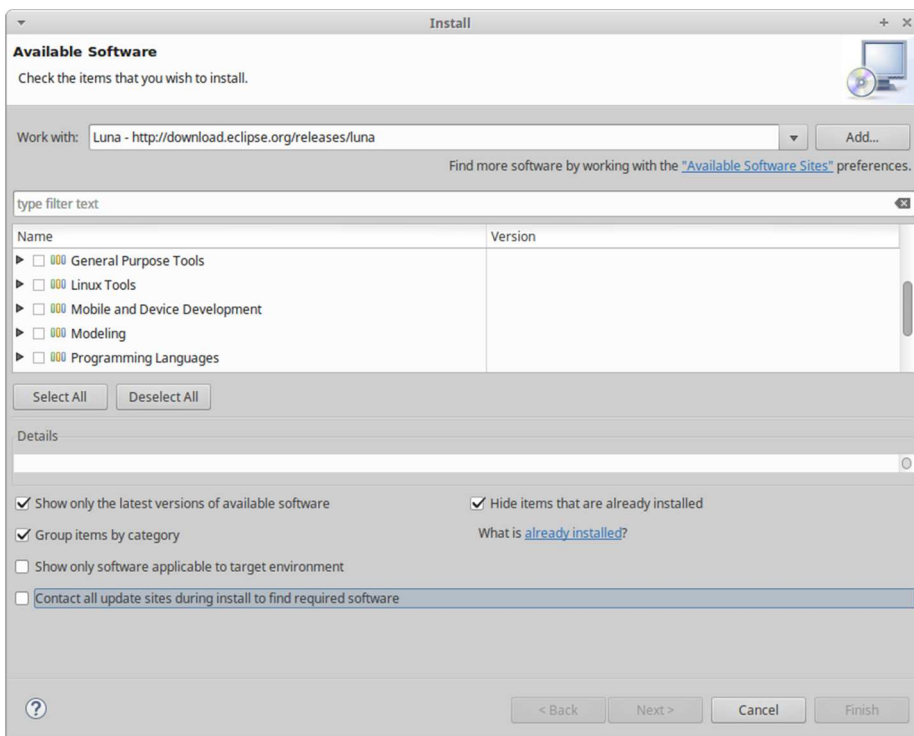 Install
Available Software
Check the items that you wish to install.
Work with: Luna - http://download.eclipse.org/releases/luna Add...
Find more software by working with the "Available Software Sites" preferences.
type filter text
Name Version
General Purpose Tools
Linux Tools
Mobile and Device Development
Modeling
Programming Languages
Select All Deselect All
Details
Show only the latest versions of available software Hide items that are already installed
Group items by category What is already installed?
Show only software applicable to target environment
Contact all update sites during install to find required software
? < Back Next > Cancel Finish